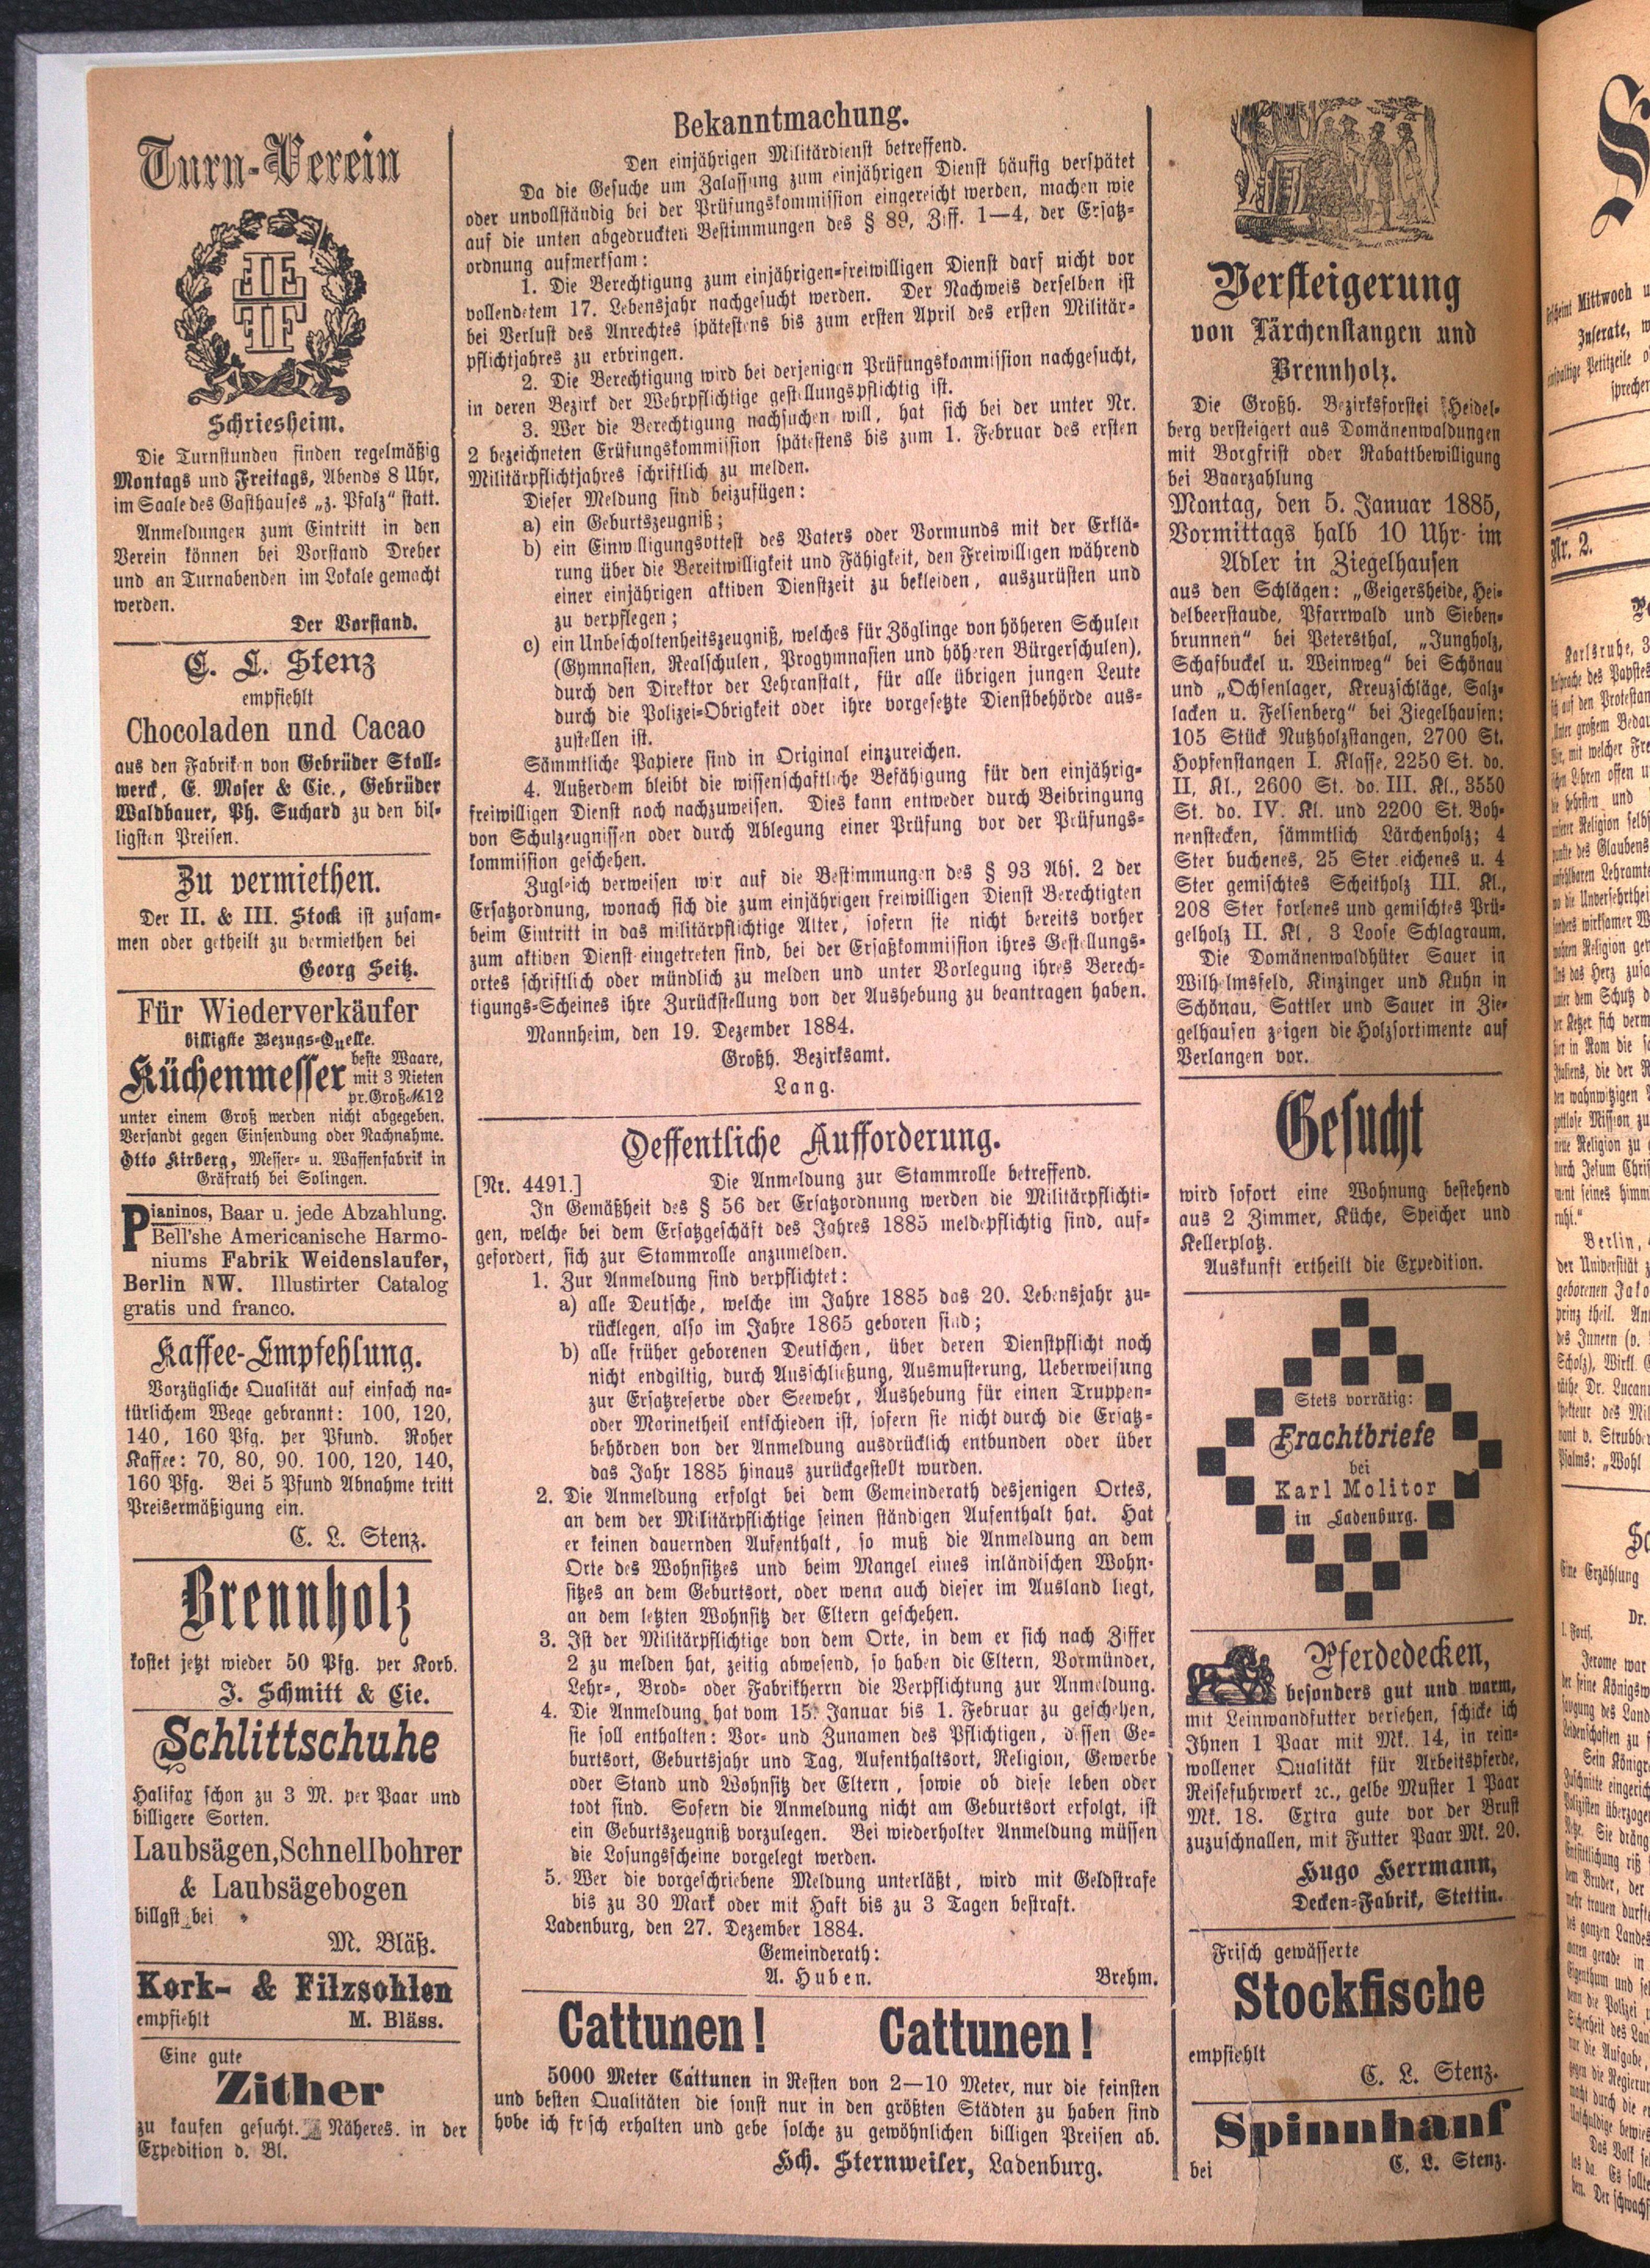 Turn-Verein
Schriesheim.
Die Turnstunden finden regelmäßig
Montags und Freitags, Abends 8 Uhr,
im Saale des Gasthauses „z. Pfalz“ statt.
Anmeldungen zum Eintritt in den
Verein können bei Vorstand Dreher
und an Turnabenden im Lokale gemacht
werden.
Der Vorstand.
C. L. Stenz
empfiehlt
Chocoladen und Cacao
aus den Fabriken von Gebrüder Stoll-
werck, E. Moser & Cie., Gebrüder
Waldbauer, Ph. Suchard zu den bil-
ligsten Preisen.
Zu vermiethen.
Der II. & III. Stock ist zusam-
men oder getheilt zu vermiethen bei
Georg Seitz.
Für Wiederverkäufer
billigste Bezugs-Quelle.
Küchenmesser beste Waare,
mit 3 Nieten
pr. Groß M. 12
unter einem Groß werden nicht abgegeben.
Versandt gegen Einsendung oder Nachnahme.
Otto Kirberg, Messer- u. Waffenfabrik in
Gräfrath bei Solingen.
Pianinos, Baar u. jede Abzahlung.
Bell'she Americanische Harmo-
niums Fabrik Weidenslaufer,
Berlin NW. Illustirter Catalog
gratis und franco.
Kaffee-Empfehlung.
Vorzügliche Qualität auf einfach na-
türlichem Wege gebrannt: 100, 120,
140, 160 Pfg. per Pfund. Roher
Kaffee: 70, 80, 90. 100, 120, 140,
160 Pfg. Bei 5 Pfund Abnahme tritt
Preisermäßigung ein.
C. L. Stenz.
Brennholz
kostet jetzt wieder 50 Pfg. per Korb.
J. Schmitt & Cie.
Schlittschuhe
Halifax schon zu 3 M. per Paar und
billigere Sorten.
Laubsägen, Schnellbohrer
& Laubsägebogen
billgst bei
M. Bläß.
Kork- & Filzsohlen
empfiehlt M. Bläss.
Eine gute
Zither
zu kaufen gesucht. Näheres. in der
Expedition d. Bl.
Bekanntmachung.
Den einjährigen Militärdienst betreffend.
Da die Gesuche um Zalassung zum einjährigen Dienst häufig verspätet
oder unvollständig bei der Prüfungskommission eingereicht werden, machen wie
auf die unten abgedruckten Bestimmungen des § 89, Ziff. 1—4, der Ersatz-
ordnung aufmerksam:
1. Die Berechtigung zum einjährigen-freiwilligen Dienst darf nicht vor
vollendetem 17. Lebensjahr nachgesucht werden. Der Nachweis derselben ist
bei Verlust des Anrechtes spätestens bis zum ersten April des ersten Militär-
pflichtjahres zu erbringen.
2. Die Berechtigung wird bei derjenigen Prüfungskommission nachgesucht,
in deren Bezirk der Wehrpflichtige gestellungspflichtig ist.
3. Wer die Berechtigung nachsuchen will, hat sich bei der unter Nr.
2 bezeichneten Erüfungskommission spätestens bis zum 1. Februar des ersten
Militärpflichtjahres schriftlich zu melden.
Dieser Meldung sind beizufügen:
a) ein Geburtszeugniß;
b) ein Einwilligungsottest des Vaters oder Vormunds mit der Erklä-
rung über die Bereitwilligkeit und Fähigkeit, den Freiwilligen während
einer einjährigen aktiven Dienstzeit zu bekleiden, auszurüsten und
zu verpflegen;
c) ein Unbescholtenheitszeugniß, welches für Zöglinge von höheren Schulen
(Gymnasien, Realschulen, Progymnasien und höheren Bürgerschulen),
durch den Direktor der Lehranstalt, für alle übrigen jungen Leute
durch die Polizei-Obrigkeit oder ihre vorgesetzte Dienstbehörde aus-
zustellen ist.
Sämmtliche Papiere sind in Original einzureichen.
4. Außerdem bleibt die wissenschaftliche Befähigung für den einjährig-
freiwilligen Dienst noch nachzuweisen. Dies kann entweder durch Beibringung
von Schulzeugnissen oder durch Ablegung einer Prüfung vor der Prüfungs-
kommission geschehen.
Zugleich verweisen wir auf die Bestimmungen des § 93 Abs. 2 der
Ersatzordnung, wonach sich die zum einjährigen freiwilligen Dienst Berechtigten
beim Eintritt in das militärpflichtige Alter, sofern sie nicht bereits vorher
zum aktiven Dienst eingetreten sind, bei der Ersatzkommission ihres Gestellungs-
ortes schriftlich oder mündlich zu melden und unter Vorlegung ihres Berech-
tigungs-Scheines ihre Zurückstellung von der Aushebung zu beantragen haben.
Mannheim, den 19. Dezember 1884.
Großh. Bezirksamt.
Lang.
Oeffentliche Aufforderung.
[Nr. 4491.] Die Anmeldung zur Stammrolle betreffend.
In Gemäßheit des § 56 der Ersatzordnung werden die Militärpflichti-
gen, welche bei dem Ersatzgeschäft des Jahres 1885 meldepflichtig sind, auf-
gefordert, sich zur Stammrolle anzumelden.
1. Zur Anmeldung sind verpflichtet:
a) alle Deutsche, welche im Jahre 1885 das 20. Lebensjahr zu-
rücklegen, also im Jahre 1865 geboren sind;
b) alle früher geborenen Deutschen, über deren Dienstpflicht noch
nicht endgiltig, durch Ausschließung, Ausmusterung, Ueberweisung
zur Ersatzreserve oder Seewehr, Aushebung für einen Truppen-
oder Marinetheil entschieden ist, sofern sie nicht durch die Ersatz-
behörden von der Anmeldung ausdrücklich entbunden oder über
das Jahr 1885 hinaus zurückgestellt wurden.
2. Die Anmeldung erfolgt bei dem Gemeinderath desjenigen Ortes,
an dem der Militärpflichtige seinen ständigen Aufenthalt hat. Hat
er keinen dauernden Aufenthalt, so muß die Anmeldung an dem
Orte des Wohnsitzes und beim Mangel eines inländischen Wohn-
sitzes an dem Geburtsort, oder wenn auch dieser im Ausland liegt,
an dem letzten Wohnsitz der Eltern geschehen.
3. Ist der Militärpflichtige von dem Orte, in dem er sich nach Ziffer
2 zu melden hat, zeitig abwesend, so haben die Eltern, Vormünder,
Lehr-, Brod- oder Fabrikherrn die Verpflichtung zur Anmeldung.
4. Die Anmeldung hat vom 15. Januar bis 1. Februar zu geschehen,
sie soll enthalten: Vor- und Zunamen des Pflichtigen, dessen Ge-
burtsort, Geburtsjahr und Tag, Aufenthaltsort, Religion, Gewerbe
oder Stand und Wohnsitz der Eltern, sowie ob diese leben oder
todt sind. Sofern die Anmeldung nicht am Geburtsort erfolgt, ist
ein Geburtszeugniß vorzulegen. Bei wiederholter Anmeldung müssen
die Losungsscheine vorgelegt werden.
5. Wer die vorgeschriebene Meldung unterläßt, wird mit Geldstrafe
bis zu 30 Mark oder mit Haft bis zu 3 Tagen bestraft.
Ladenburg, den 27. Dezember 1884.
Gemeinderath:
A. Huben. Brehm.
Cattunen! Cattunen!
5000 Meter Cattunen in Resten von 2—10 Meter, nur die feinsten
und besten Qualitäten die sonst nur in den größten Städten zu haben sind
habe ich frisch erhalten und gebe solche zu gewöhnlichen billigen Preisen ab.
Hch. Sternweiler, Ladenburg.
Versteigerung
von Lärchenstangen und
Brennholz.
Die Großh. Bezirksforstei Heidel-
berg versteigert aus Domänenwaldungen
mit Borgfrist oder Rabattbewilligung
bei Baarzahlung
Montag, den 5. Januar 1885,
Vormittags halb 10 Uhr im
Adler in Ziegelhausen
aus den Schlägen: „Geigersheide, Hei-
delbeerstaude, Pfarrwald und Sieben-
brunnen“ bei Petersthal, „Jungholz,
Schafbuckel u. Weinweg“ bei Schönau
und „Ochsenlager, Kreuzschläge, Salz-
lacken u. Felsenberg“ bei Ziegelhausen:
105 Stück Nutzholzstangen, 2700 St.
Hopfenstangen I. Klasse, 2250 St. do.
II, Kl., 2600 St. do. III. Kl., 3550
St. do. IV. Kl. und 2200 St. Boh-
nenstecken, sämmtlich Lärchenholz; 4
Ster buchenes, 25 Ster eichenes u. 4
Ster gemischtes Scheitholz III. Kl.,
208 Ster forlenes und gemischtes Prü-
gelholz II. Kl, 3 Loose Schlagraum.
Die Domänenwaldhüter Sauer in
Wilhelmsfeld, Kinzinger und Kuhn in
Schönau, Sattler und Sauer in Zie-
gelhausen zeigen die Holzsortimente auf
Verlangen vor.
Gesucht
wird sofort eine Wohnung bestehend
aus 2 Zimmer, Küche, Speicher und
Kellerplatz.
Auskunft ertheilt die Expedition.
Stets vorrätig:
Frachtbriefe
bei
Karl Molitor
in Ladenburg.
Pferdedecken,
besonders gut und warm,
mit Leinwandfutter versehen, schicke ich
Ihnen 1 Paar mit Mk. 14, in rein-
wollener Qualität für Arbeitspferde,
Reisefuhrwerk ꝛc., gelbe Muster 1 Paar
Mk. 18. Extra gute vor der Brust
zuzuschnallen, mit Futter Paar Mk. 20.
Hugo Herrmann,
Decken-Fabrik, Stettin.
Frisch gewässerte
Stockfische
empfiehlt
C. L. Stenz.
Spinnhanf
bei C. L. Stenz.
Nr. 2.